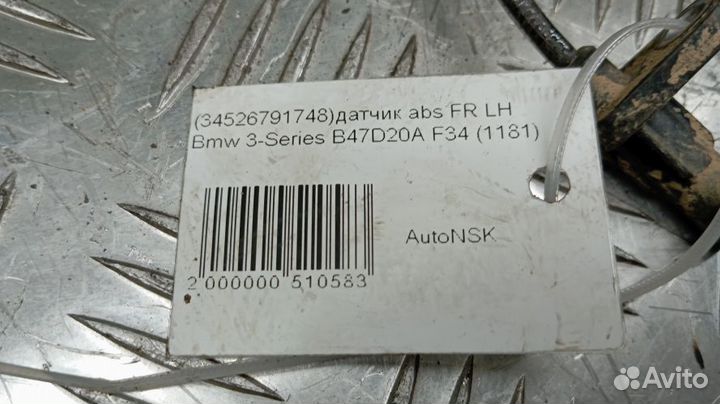 (34526791748)датчик abs FR LH
Bmw 3-Series B47D20A F34 (1181)
AutoNSK
2 000000 510583
Avito